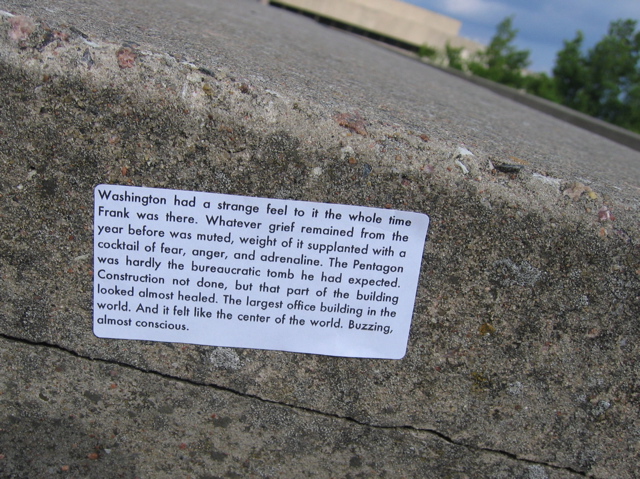 Washington had a strange feel to it the whole time
Frank was there. Whatever grief remained from the
year before was muted, weight of it supplanted with a
cocktail of fear, anger, and adrenaline. The Pentagon
was hardly the bureaucratic tomb he had expected.
Construction not done, but that part of the building
looked almost healed. The largest office building in the
world. And it felt like the center of the world. Buzzing,
almost conscious.